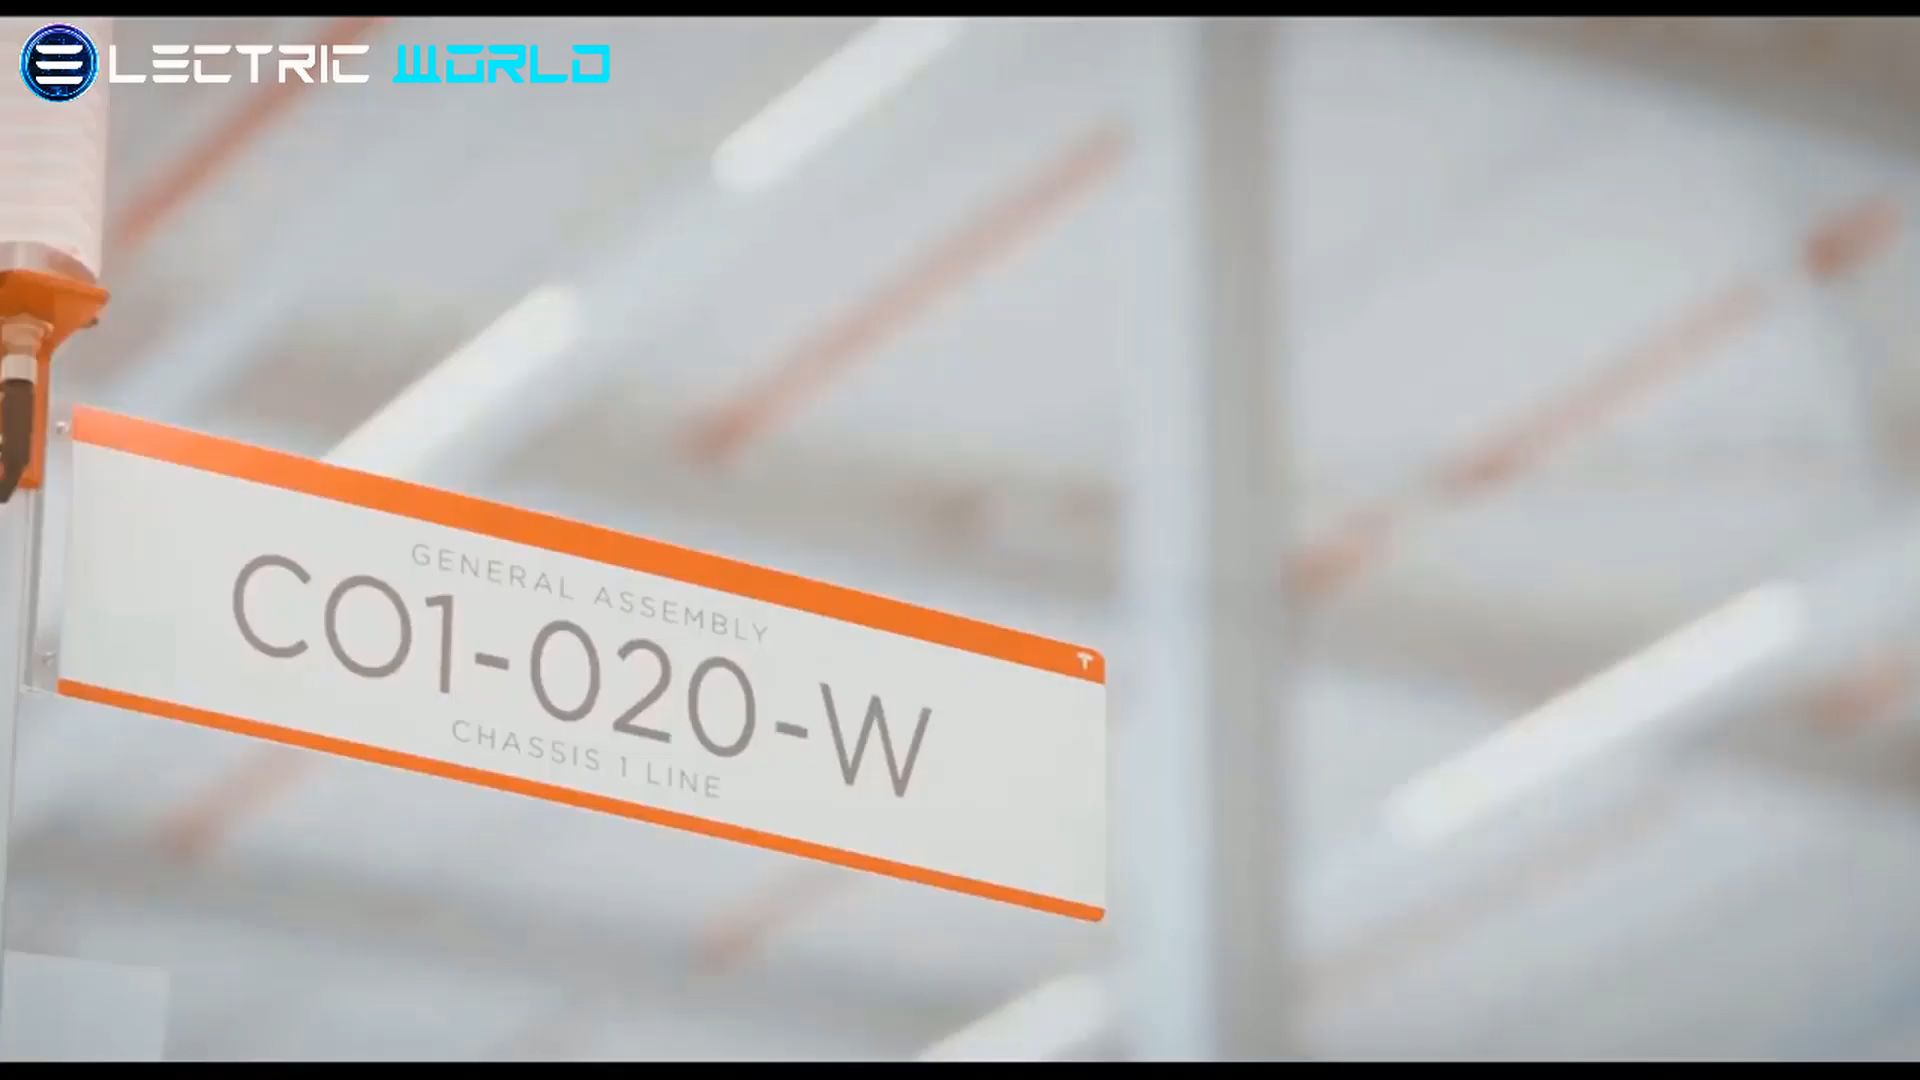 ELECTRIC WORLD
GENERAL ASSEMBLY
CO1-020-W
CHASSIS 1 LINE